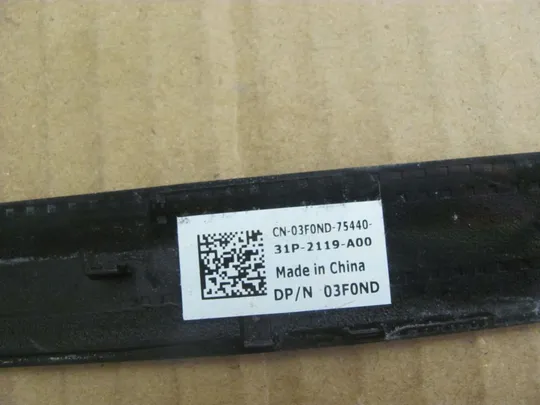 CN-03F0ND-75440-
31P-2119-A00
Made in China
DP/N 03F0ND